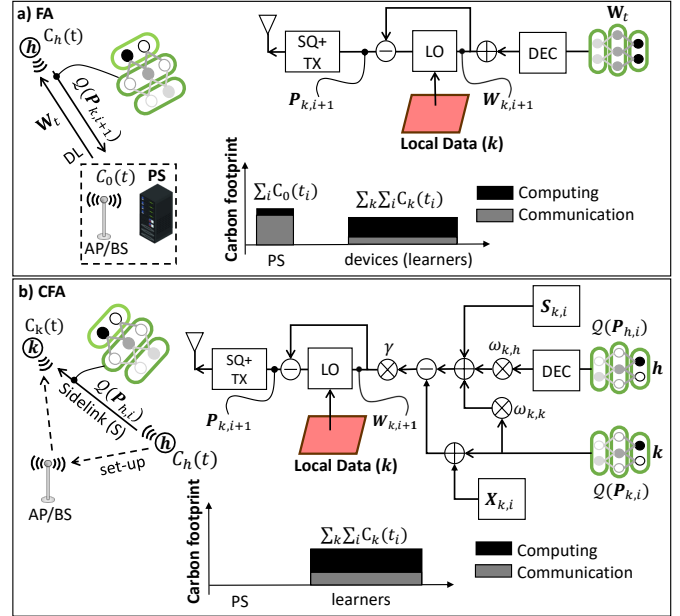 a) FA
C_h(t)
h
Q(P_{k,i+1})
W_t
DL
C_0(t)
PS
AP/BS
SQ+
TX
−
LO
+
DEC
W_t
P_{k,i+1}
W_{k,i+1}
Local Data (k)
Carbon footprint
∑_i C_0(t_i)
∑_k∑_i C_k(t_i)
Computing
Communication
PS
devices (learners)
b) CFA
C_k(t)
k
Q(P_{h,i})
Sidelink (S)
h
C_h(t)
set-up
AP/BS
SQ+
TX
−
LO
γ
−
S_{k,i}
Q(P_{h,i})
ω_{k,h}
DEC
h
ω_{k,k}
k
Q(P_{k,i})
X_{k,i}
P_{k,i+1}
W_{k,i+1}
Local Data (k)
Carbon footprint
∑_k∑_i C_k(t_i)
Computing
Communication
PS
learners